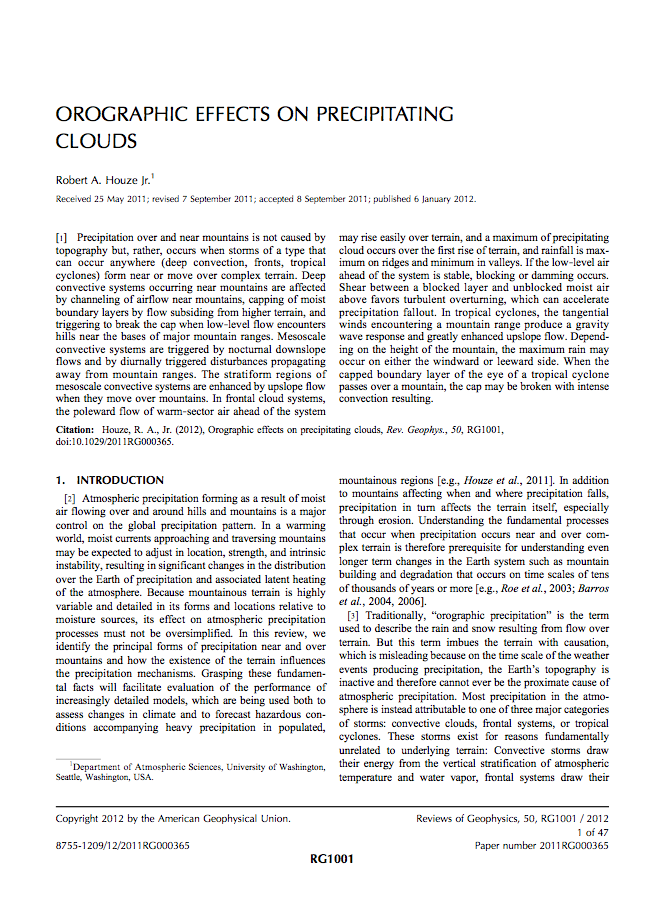 OROGRAPHIC EFFECTS ON PRECIPITATING
CLOUDS
Robert A. Houze Jr.1
Received 25 May 2011; revised 7 September 2011; accepted 8 September 2011; published 6 January 2012.
[1] Precipitation over and near mountains is not caused by
topography but, rather, occurs when storms of a type that
can occur anywhere (deep convection, fronts, tropical
cyclones) form near or move over complex terrain. Deep
convective systems occurring near mountains are affected
by channeling of airflow near mountains, capping of moist
boundary layers by flow subsiding from higher terrain, and
triggering to break the cap when low-level flow encounters
hills near the bases of major mountain ranges. Mesoscale
convective systems are triggered by nocturnal downslope
flows and by diurnally triggered disturbances propagating
away from mountain ranges. The stratiform regions of
mesoscale convective systems are enhanced by upslope flow
when they move over mountains. In frontal cloud systems,
the poleward flow of warm-sector air ahead of the system
may rise easily over terrain, and a maximum of precipitating
cloud occurs over the first rise of terrain, and rainfall is max-
imum on ridges and minimum in valleys. If the low-level air
ahead of the system is stable, blocking or damming occurs.
Shear between a blocked layer and unblocked moist air
above favors turbulent overturning, which can accelerate
precipitation fallout. In tropical cyclones, the tangential
winds encountering a mountain range produce a gravity
wave response and greatly enhanced upslope flow. Depend-
ing on the height of the mountain, the maximum rain may
occur on either the windward or leeward side. When the
capped boundary layer of the eye of a tropical cyclone
passes over a mountain, the cap may be broken with intense
convection resulting.
Citation: Houze, R. A., Jr. (2012), Orographic effects on precipitating clouds, Rev. Geophys., 50, RG1001,
doi:10.1029/2011RG000365.
1. INTRODUCTION
[2] Atmospheric precipitation forming as a result of moist
air flowing over and around hills and mountains is a major
control on the global precipitation pattern. In a warming
world, moist currents approaching and traversing mountains
may be expected to adjust in location, strength, and intrinsic
instability, resulting in significant changes in the distribution
over the Earth of precipitation and associated latent heating
of the atmosphere. Because mountainous terrain is highly
variable and detailed in its forms and locations relative to
moisture sources, its effect on atmospheric precipitation
processes must not be oversimplified. In this review, we
identify the principal forms of precipitation near and over
mountains and how the existence of the terrain influences
the precipitation mechanisms. Grasping these fundamen-
tal facts will facilitate evaluation of the performance of
increasingly detailed models, which are being used both to
assess changes in climate and to forecast hazardous con-
ditions accompanying heavy precipitation in populated,
1Department of Atmospheric Sciences, University of Washington,
Seattle, Washington, USA.
mountainous regions [e.g., Houze et al., 2011]. In addition
to mountains affecting when and where precipitation falls,
precipitation in turn affects the terrain itself, especially
through erosion. Understanding the fundamental processes
that occur when precipitation occurs near and over com-
plex terrain is therefore prerequisite for understanding even
longer term changes in the Earth system such as mountain
building and degradation that occurs on time scales of tens
of thousands of years or more [e.g., Roe et al., 2003; Barros
et al., 2004, 2006].
[3] Traditionally, “orographic precipitation” is the term
used to describe the rain and snow resulting from flow over
terrain. But this term imbues the terrain with causation,
which is misleading because on the time scale of the weather
events producing precipitation, the Earth’s topography is
inactive and therefore cannot ever be the proximate cause of
atmospheric precipitation. Most precipitation in the atmo-
sphere is instead attributable to one of three major categories
of storms: convective clouds, frontal systems, or tropical
cyclones. These storms exist for reasons fundamentally
unrelated to underlying terrain: Convective storms draw
their energy from the vertical stratification of atmospheric
temperature and water vapor, frontal systems draw their
Copyright 2012 by the American Geophysical Union.
Reviews of Geophysics, 50, RG1001 / 2012
1 of 47
8755-1209/12/2011RG000365
Paper number 2011RG000365
RG1001